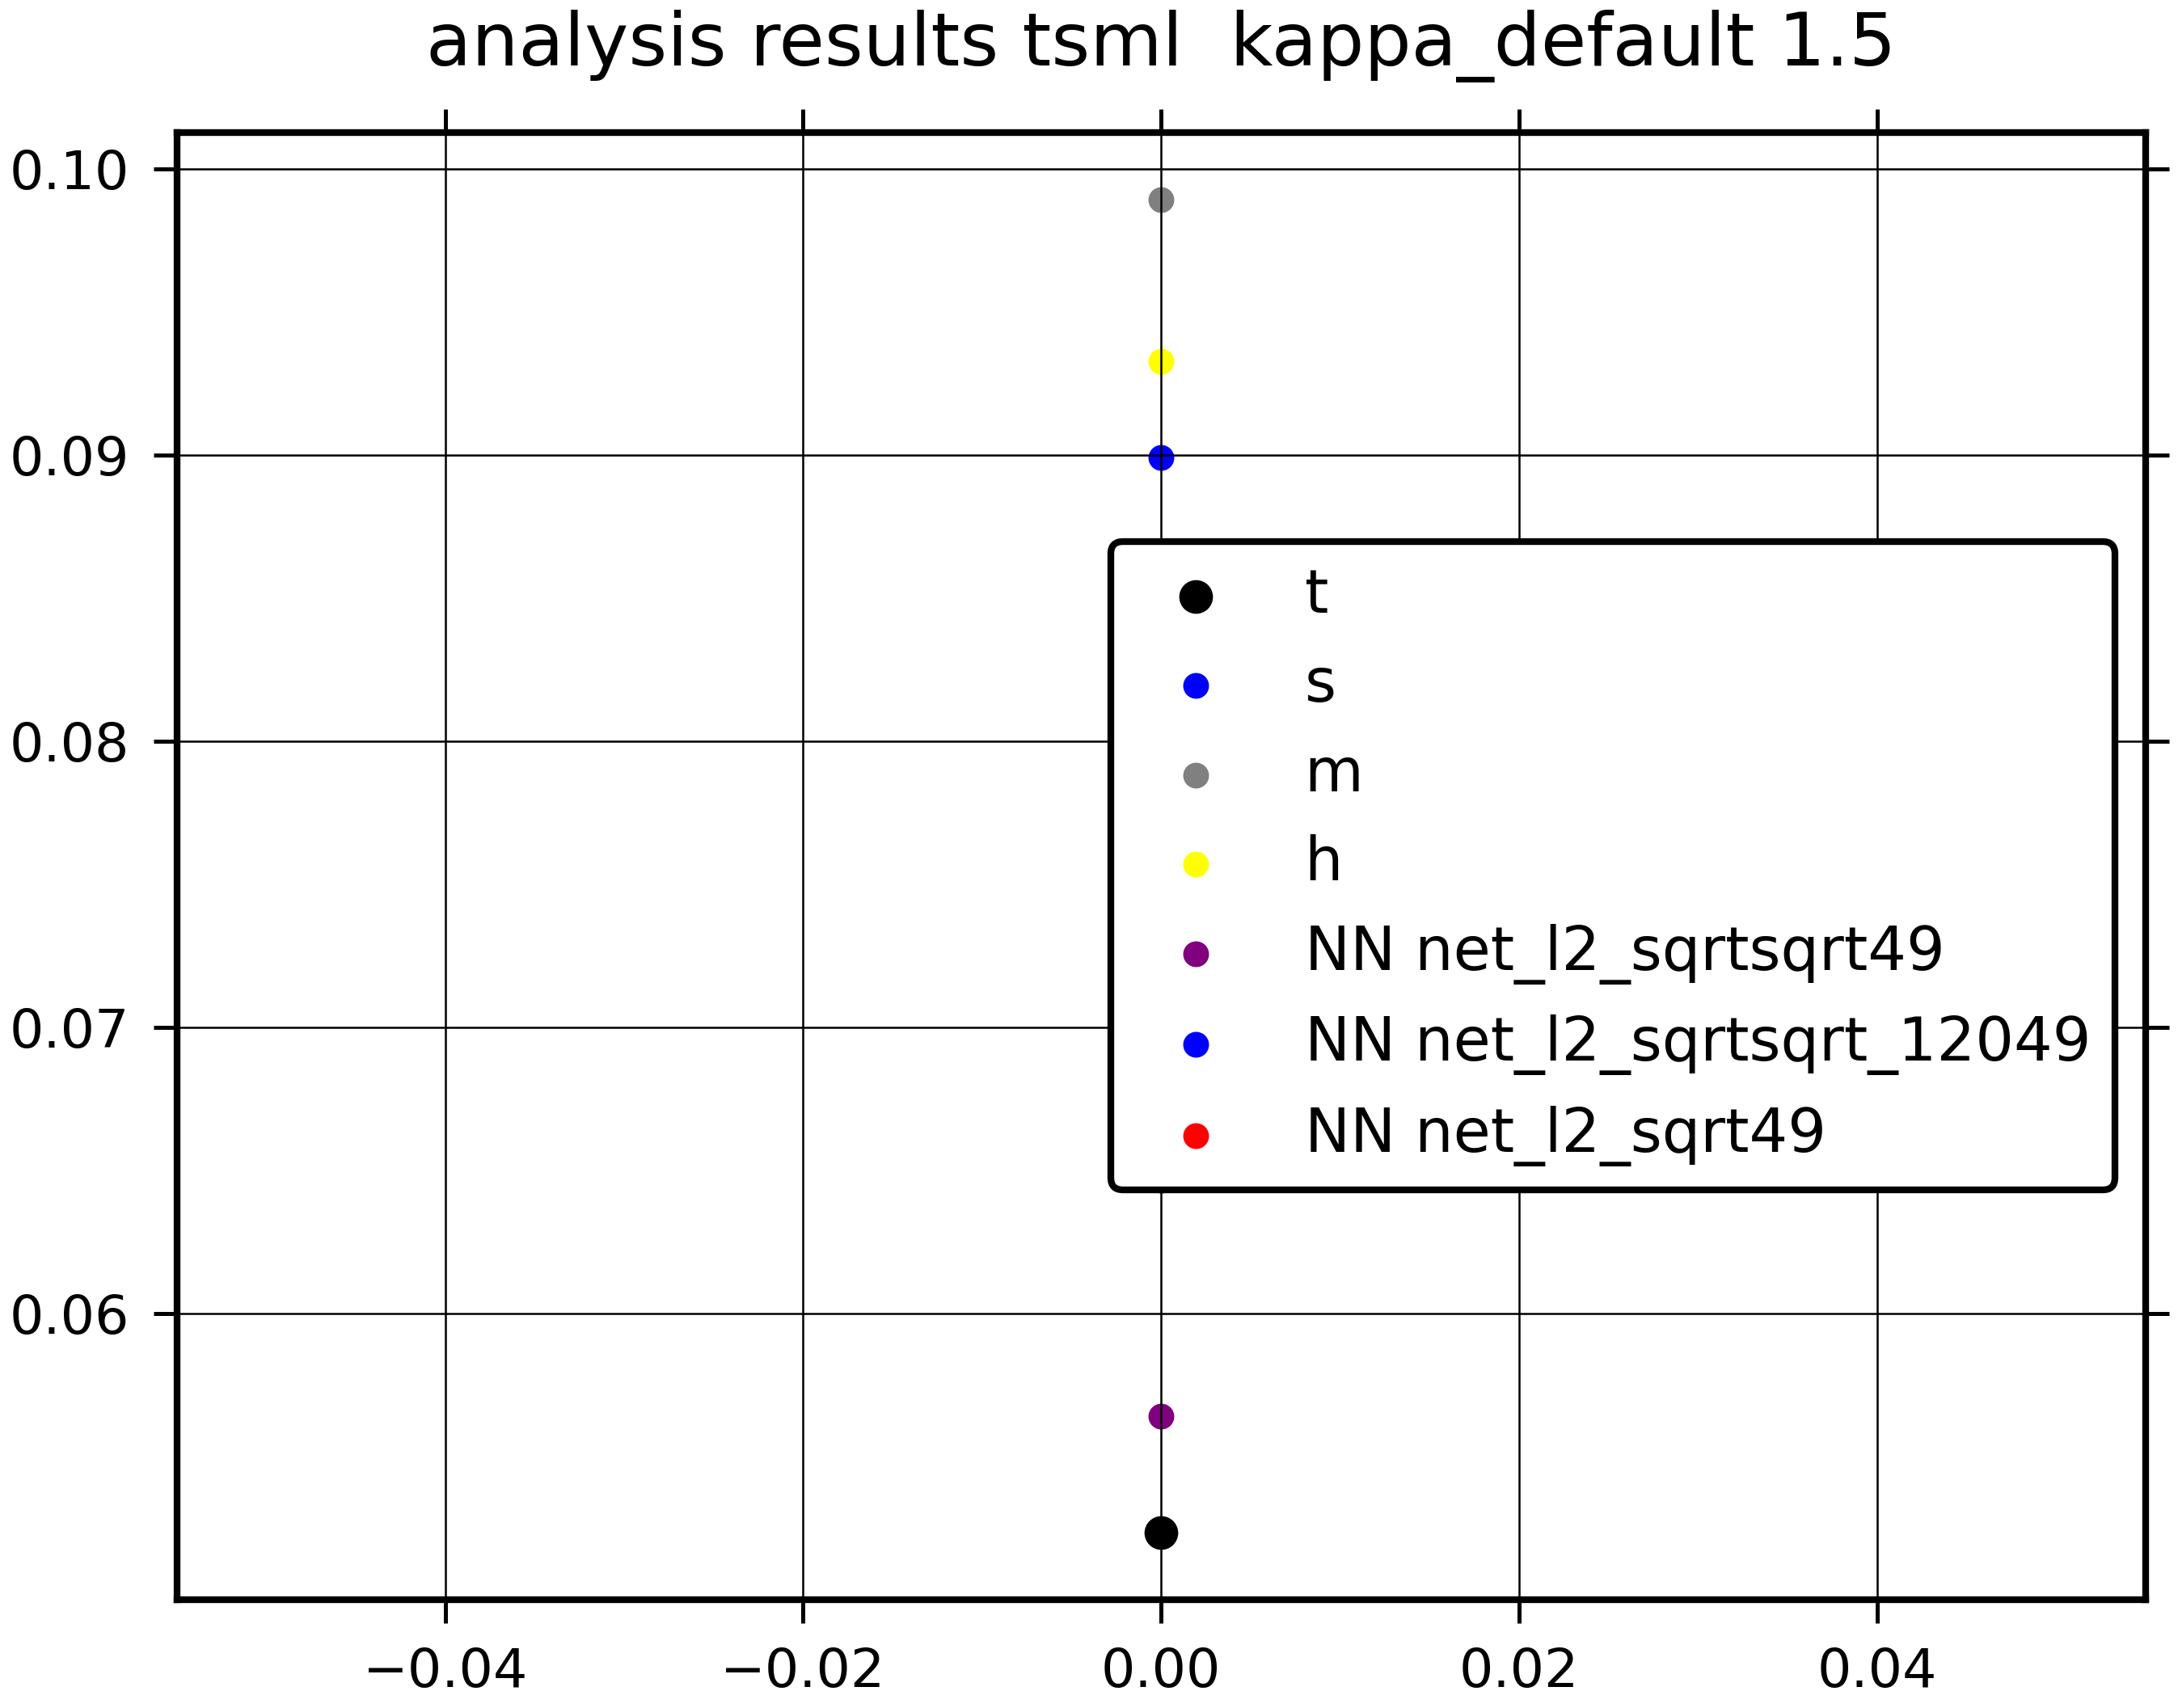 analysis results tsml  kappa_default 1.5
0.10
0.09
0.08
0.07
0.06
t
s
m
h
NN net_l2_sqrtsqrt49
NN net_l2_sqrtsqrt_12049
NN net_l2_sqrt49
−0.04
−0.02
0.00
0.02
0.04